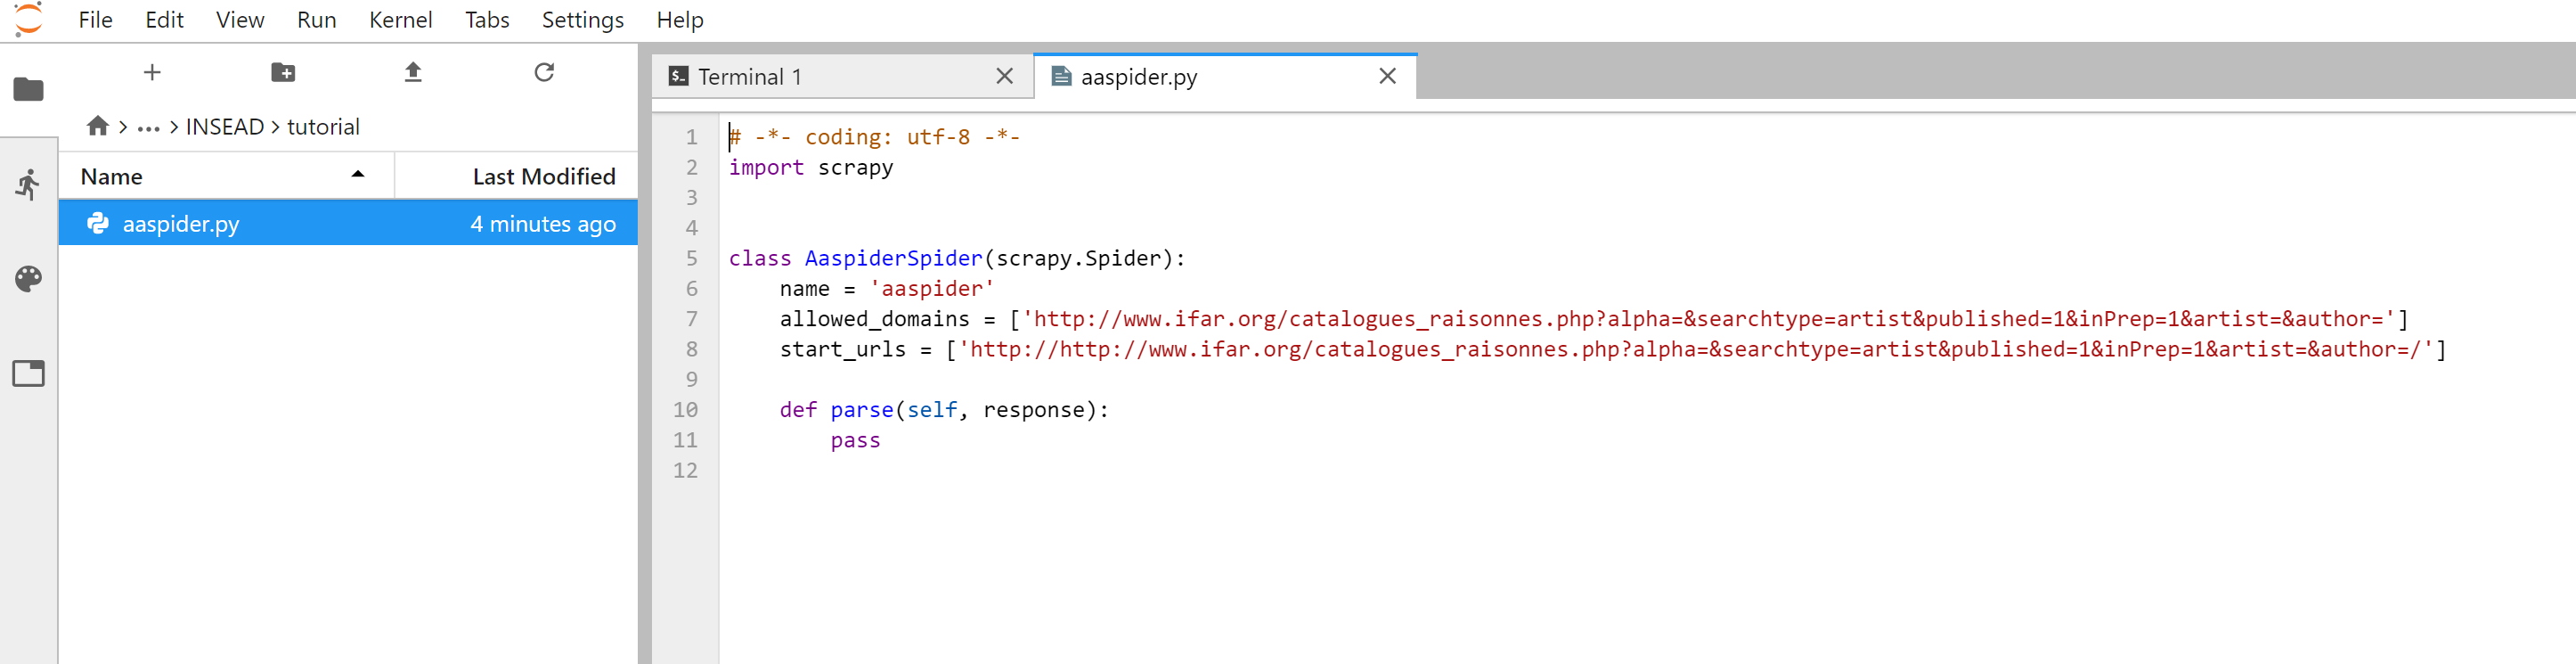 File Edit View Run Kernel Tabs Settings Help
Terminal 1 aaspider.py
> … > INSEAD > tutorial
Name Last Modified
aaspider.py 4 minutes ago
1 # -*- coding: utf-8 -*-
2 import scrapy
3
4
5 class AaspiderSpider(scrapy.Spider):
6 name = 'aaspider'
7 allowed_domains = ['http://www.ifar.org/catalogues_raisonnes.php?alpha=&searchtype=artist&published=1&inPrep=1&artist=&author=']
8 start_urls = ['http://http://www.ifar.org/catalogues_raisonnes.php?alpha=&searchtype=artist&published=1&inPrep=1&artist=&author=/']
9
10 def parse(self, response):
11 pass
12